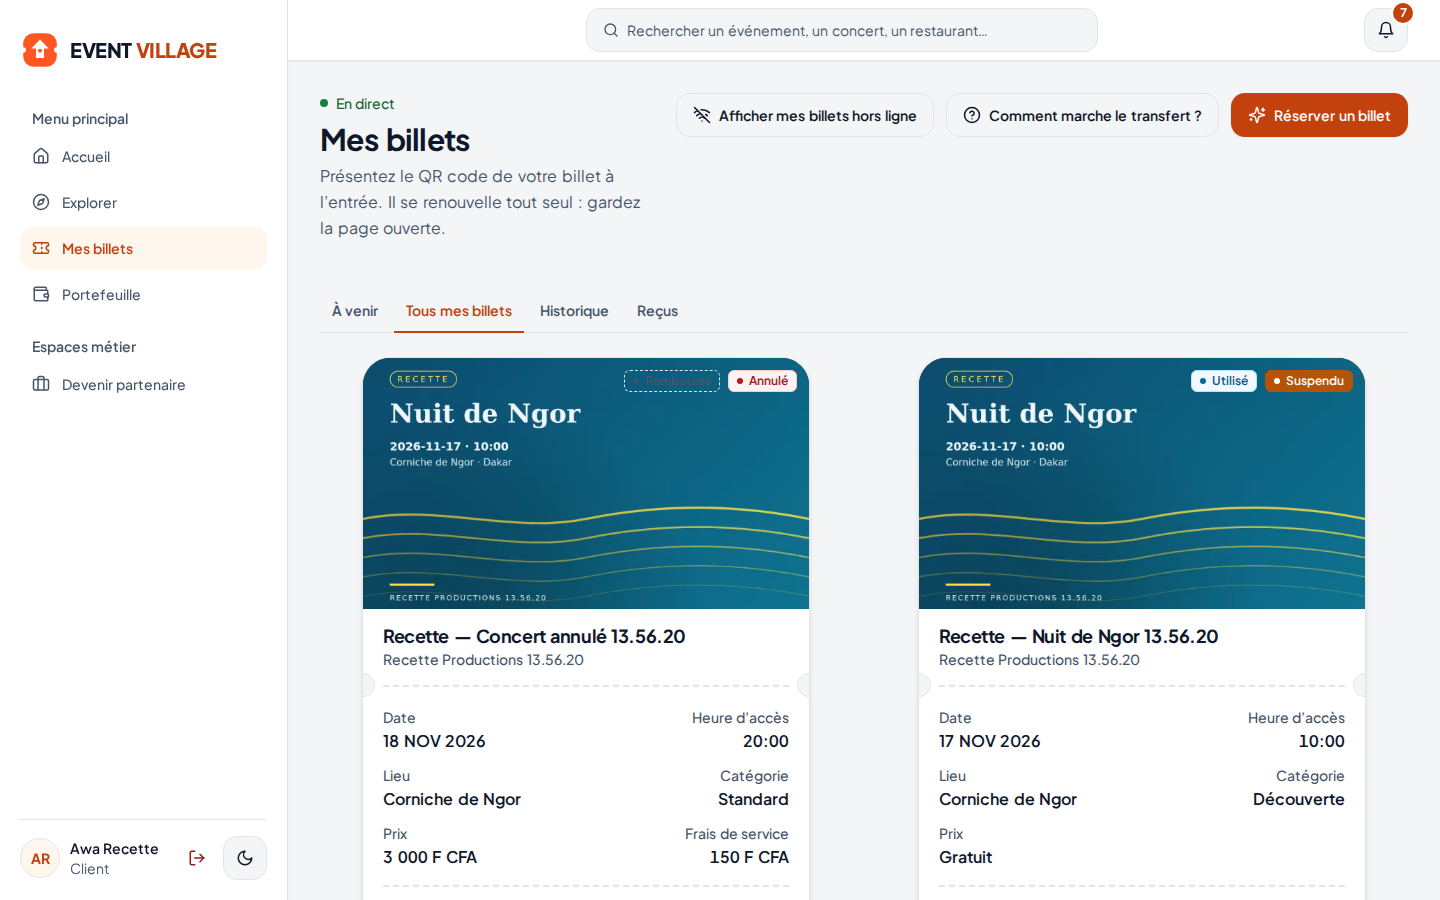 EVENT VILLAGE
Rechercher un événement, un concert, un restaurant…
7
Menu principal
Accueil
Explorer
Mes billets
Portefeuille
Espaces métier
Devenir partenaire
AR
Awa Recette
Client
En direct
Mes billets
Présentez le QR code de votre billet à
l’entrée. Il se renouvelle tout seul : gardez
la page ouverte.
Afficher mes billets hors ligne
Comment marche le transfert ?
Réserver un billet
À venir
Tous mes billets
Historique
Reçus
RECETTE
Remboursé
Annulé
Nuit de Ngor
2026-11-17 · 10:00
Corniche de Ngor · Dakar
RECETTE PRODUCTIONS 13.56.20
Recette — Concert annulé 13.56.20
Recette Productions 13.56.20
Date
Heure d’accès
18 NOV 2026
20:00
Lieu
Catégorie
Corniche de Ngor
Standard
Prix
Frais de service
3 000 F CFA
150 F CFA
RECETTE
Utilisé
Suspendu
Nuit de Ngor
2026-11-17 · 10:00
Corniche de Ngor · Dakar
RECETTE PRODUCTIONS 13.56.20
Recette — Nuit de Ngor 13.56.20
Recette Productions 13.56.20
Date
Heure d’accès
17 NOV 2026
10:00
Lieu
Catégorie
Corniche de Ngor
Découverte
Prix
Gratuit